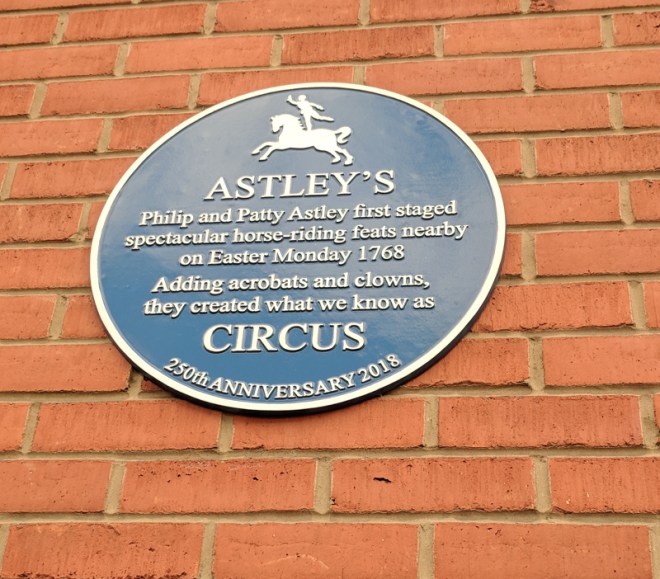 ASTLEY'S
Philip and Patty Astley first staged
spectacular horse-riding feats nearby
on Easter Monday 1768
Adding acrobats and clowns,
they created what we know as
CIRCUS
250th ANNIVERSARY 2018